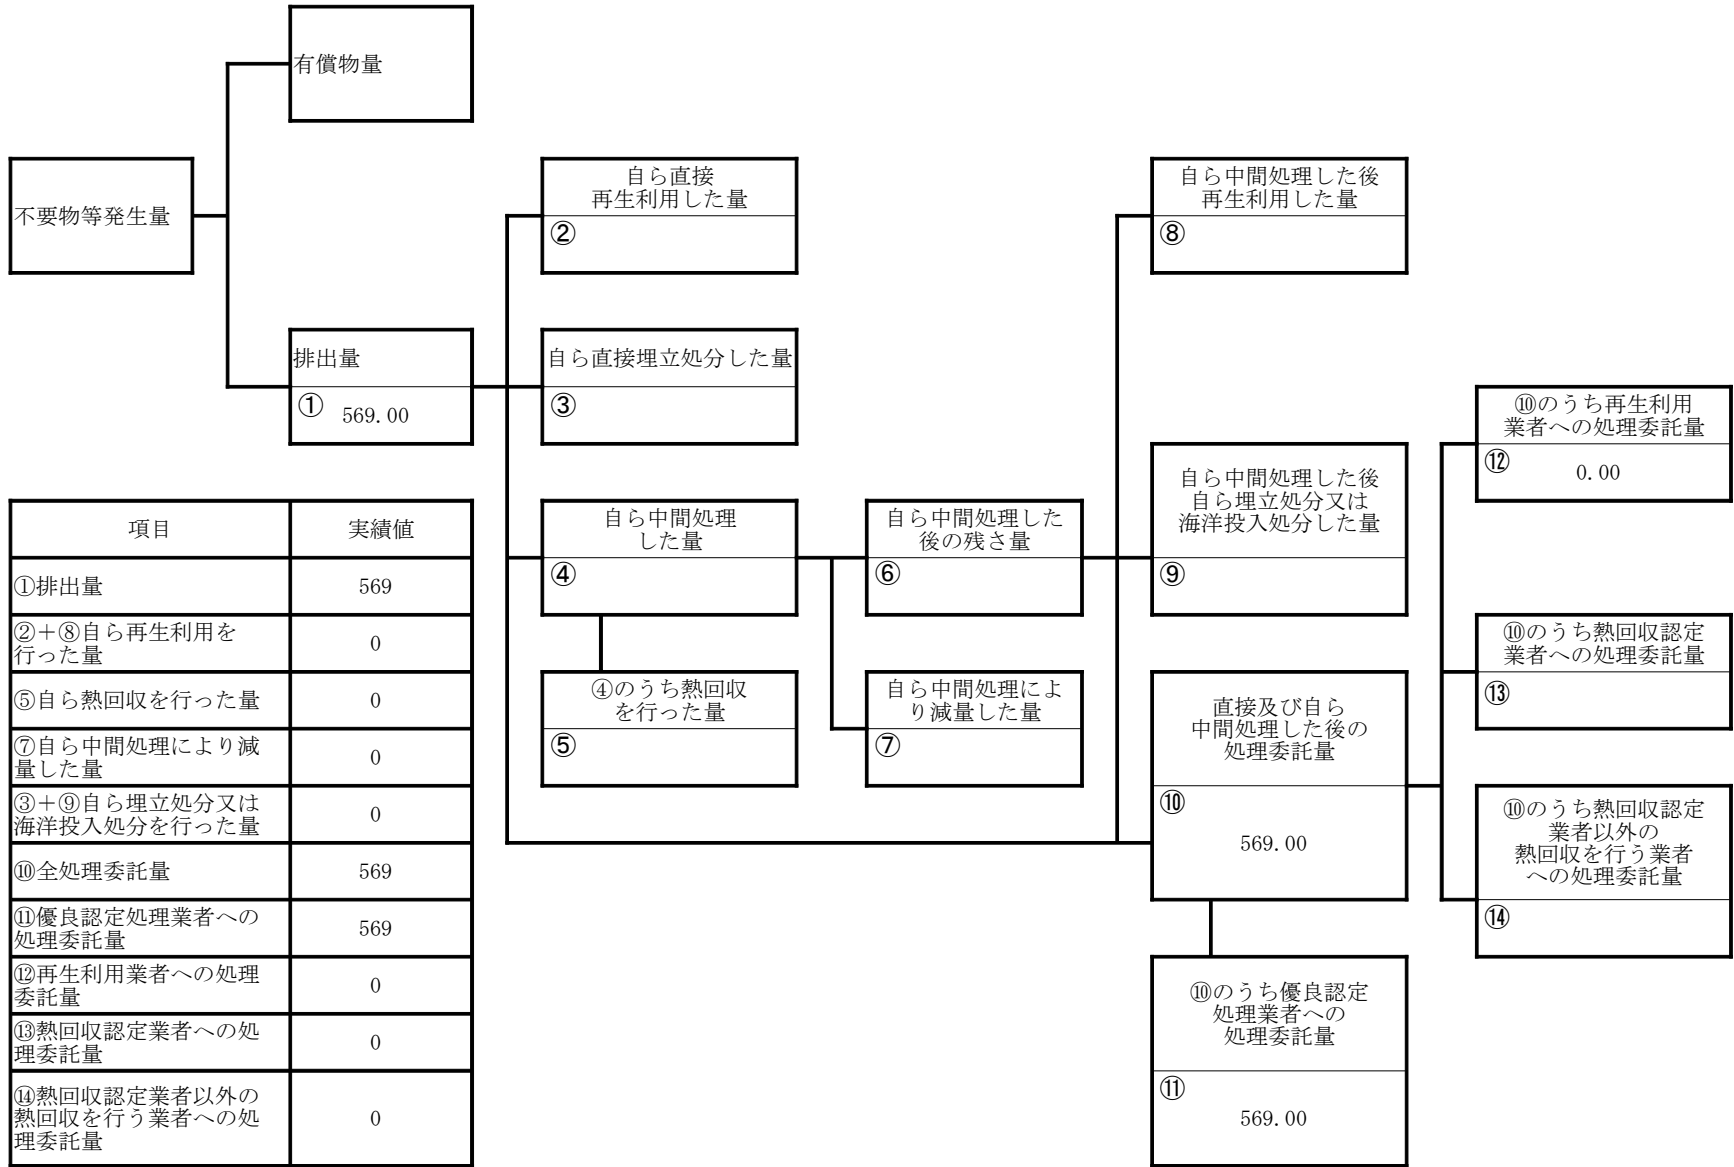 有償物量
不要物等発生量
自ら直接
再生利用した量
②
自ら中間処理した後
再生利用した量
⑧
排出量
① 569.00
自ら直接埋立処分した量
③
⑩のうち再生利用
業者への処理委託量
⑫ 0.00
自ら中間処理した後
自ら埋立処分又は
海洋投入処分した量
⑨
自ら中間処理
した量
④
自ら中間処理した
後の残さ量
⑥
④のうち熱回収
を行った量
⑤
自ら中間処理によ
り減量した量
⑦
直接及び自ら
中間処理した後の
処理委託量
⑩
569.00
⑩のうち熱回収認定
業者への処理委託量
⑬
⑩のうち熱回収認定
業者以外の
熱回収を行う業者
への処理委託量
⑭
⑩のうち優良認定
処理業者への
処理委託量
⑪
569.00
項目 実績値
①排出量 569
②＋⑧自ら再生利用を
行った量 0
⑤自ら熱回収を行った量 0
⑦自ら中間処理により減
量した量 0
③＋⑨自ら埋立処分又は
海洋投入処分を行った量 0
⑩全処理委託量 569
⑪優良認定処理業者への
処理委託量 569
⑫再生利用業者への処理
委託量 0
⑬熱回収認定業者への処
理委託量 0
⑭熱回収認定業者以外の
熱回収を行う業者への処
理委託量 0